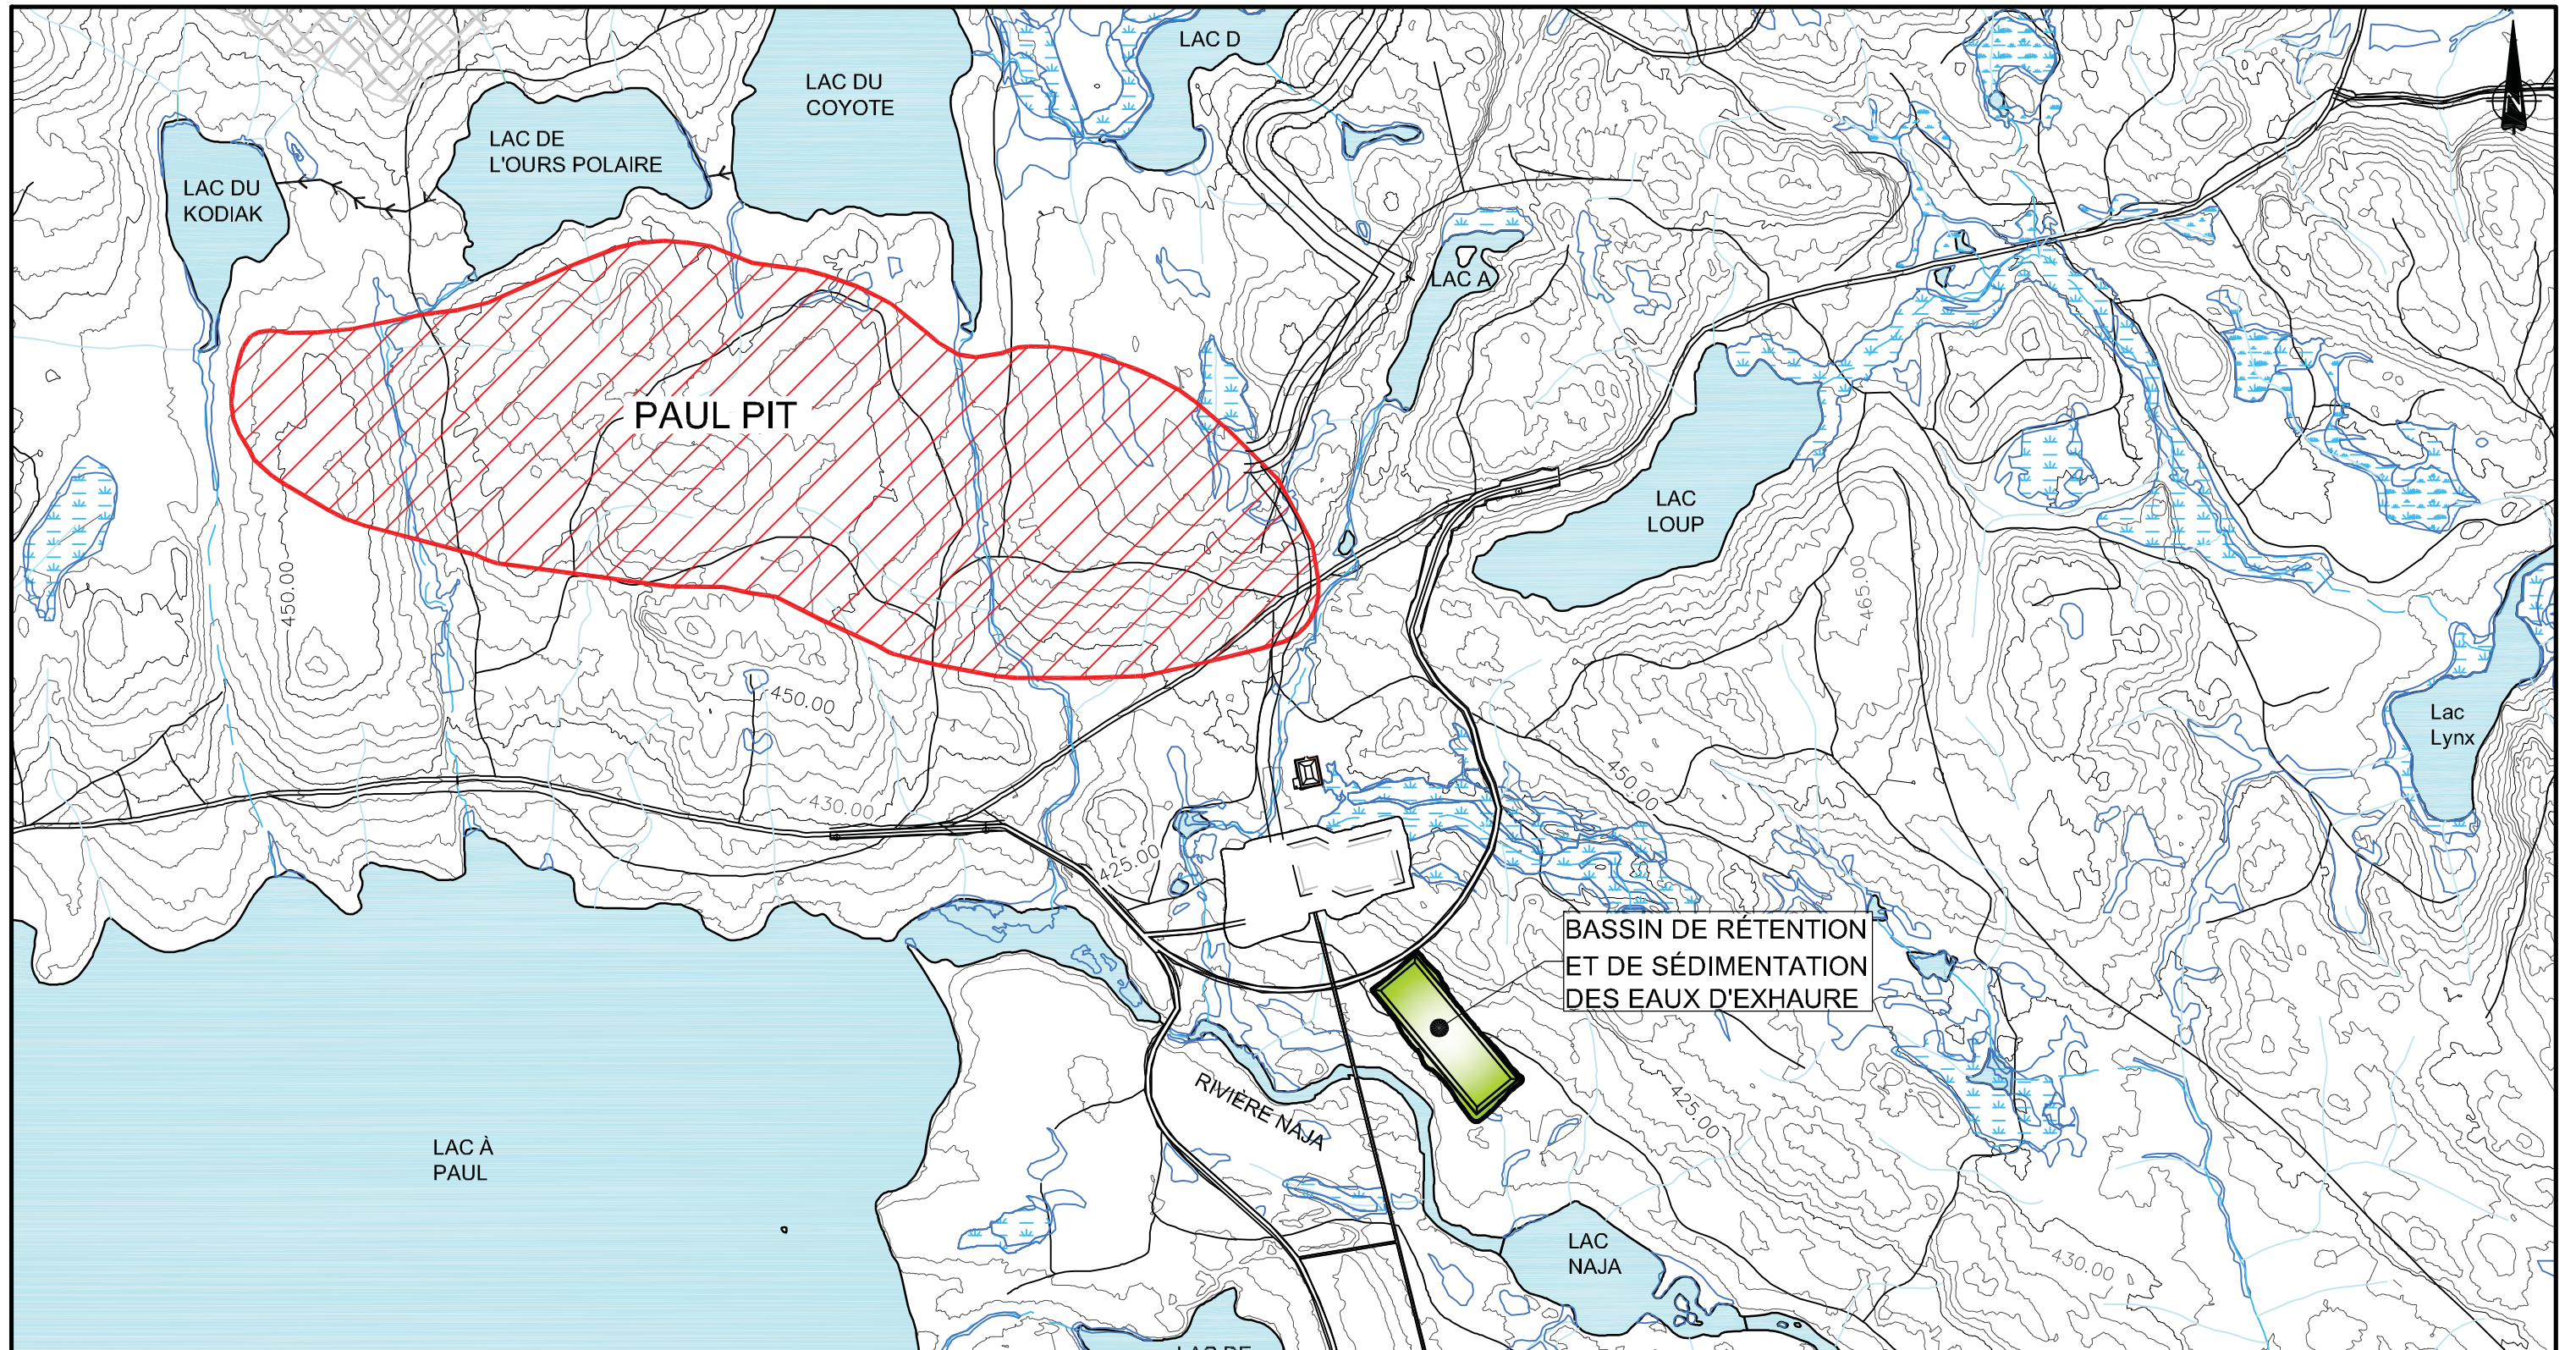 LAC D
LAC DU
COYOTE
N
LAC DE
L'OURS POLAIRE
LAC DU
KODIAK
LAC A
PAUL PIT
LAC
LOUP
450.00
465.00
450.00
Lac
Lynx
450.00
430.00
425.00
BASSIN DE RÉTENTION
ET DE SÉDIMENTATION
DES EAUX D'EXHAURE
RIVIÈRE NAJA
425.00
LAC À
PAUL
LAC
NAJA
430.00
LAC DE